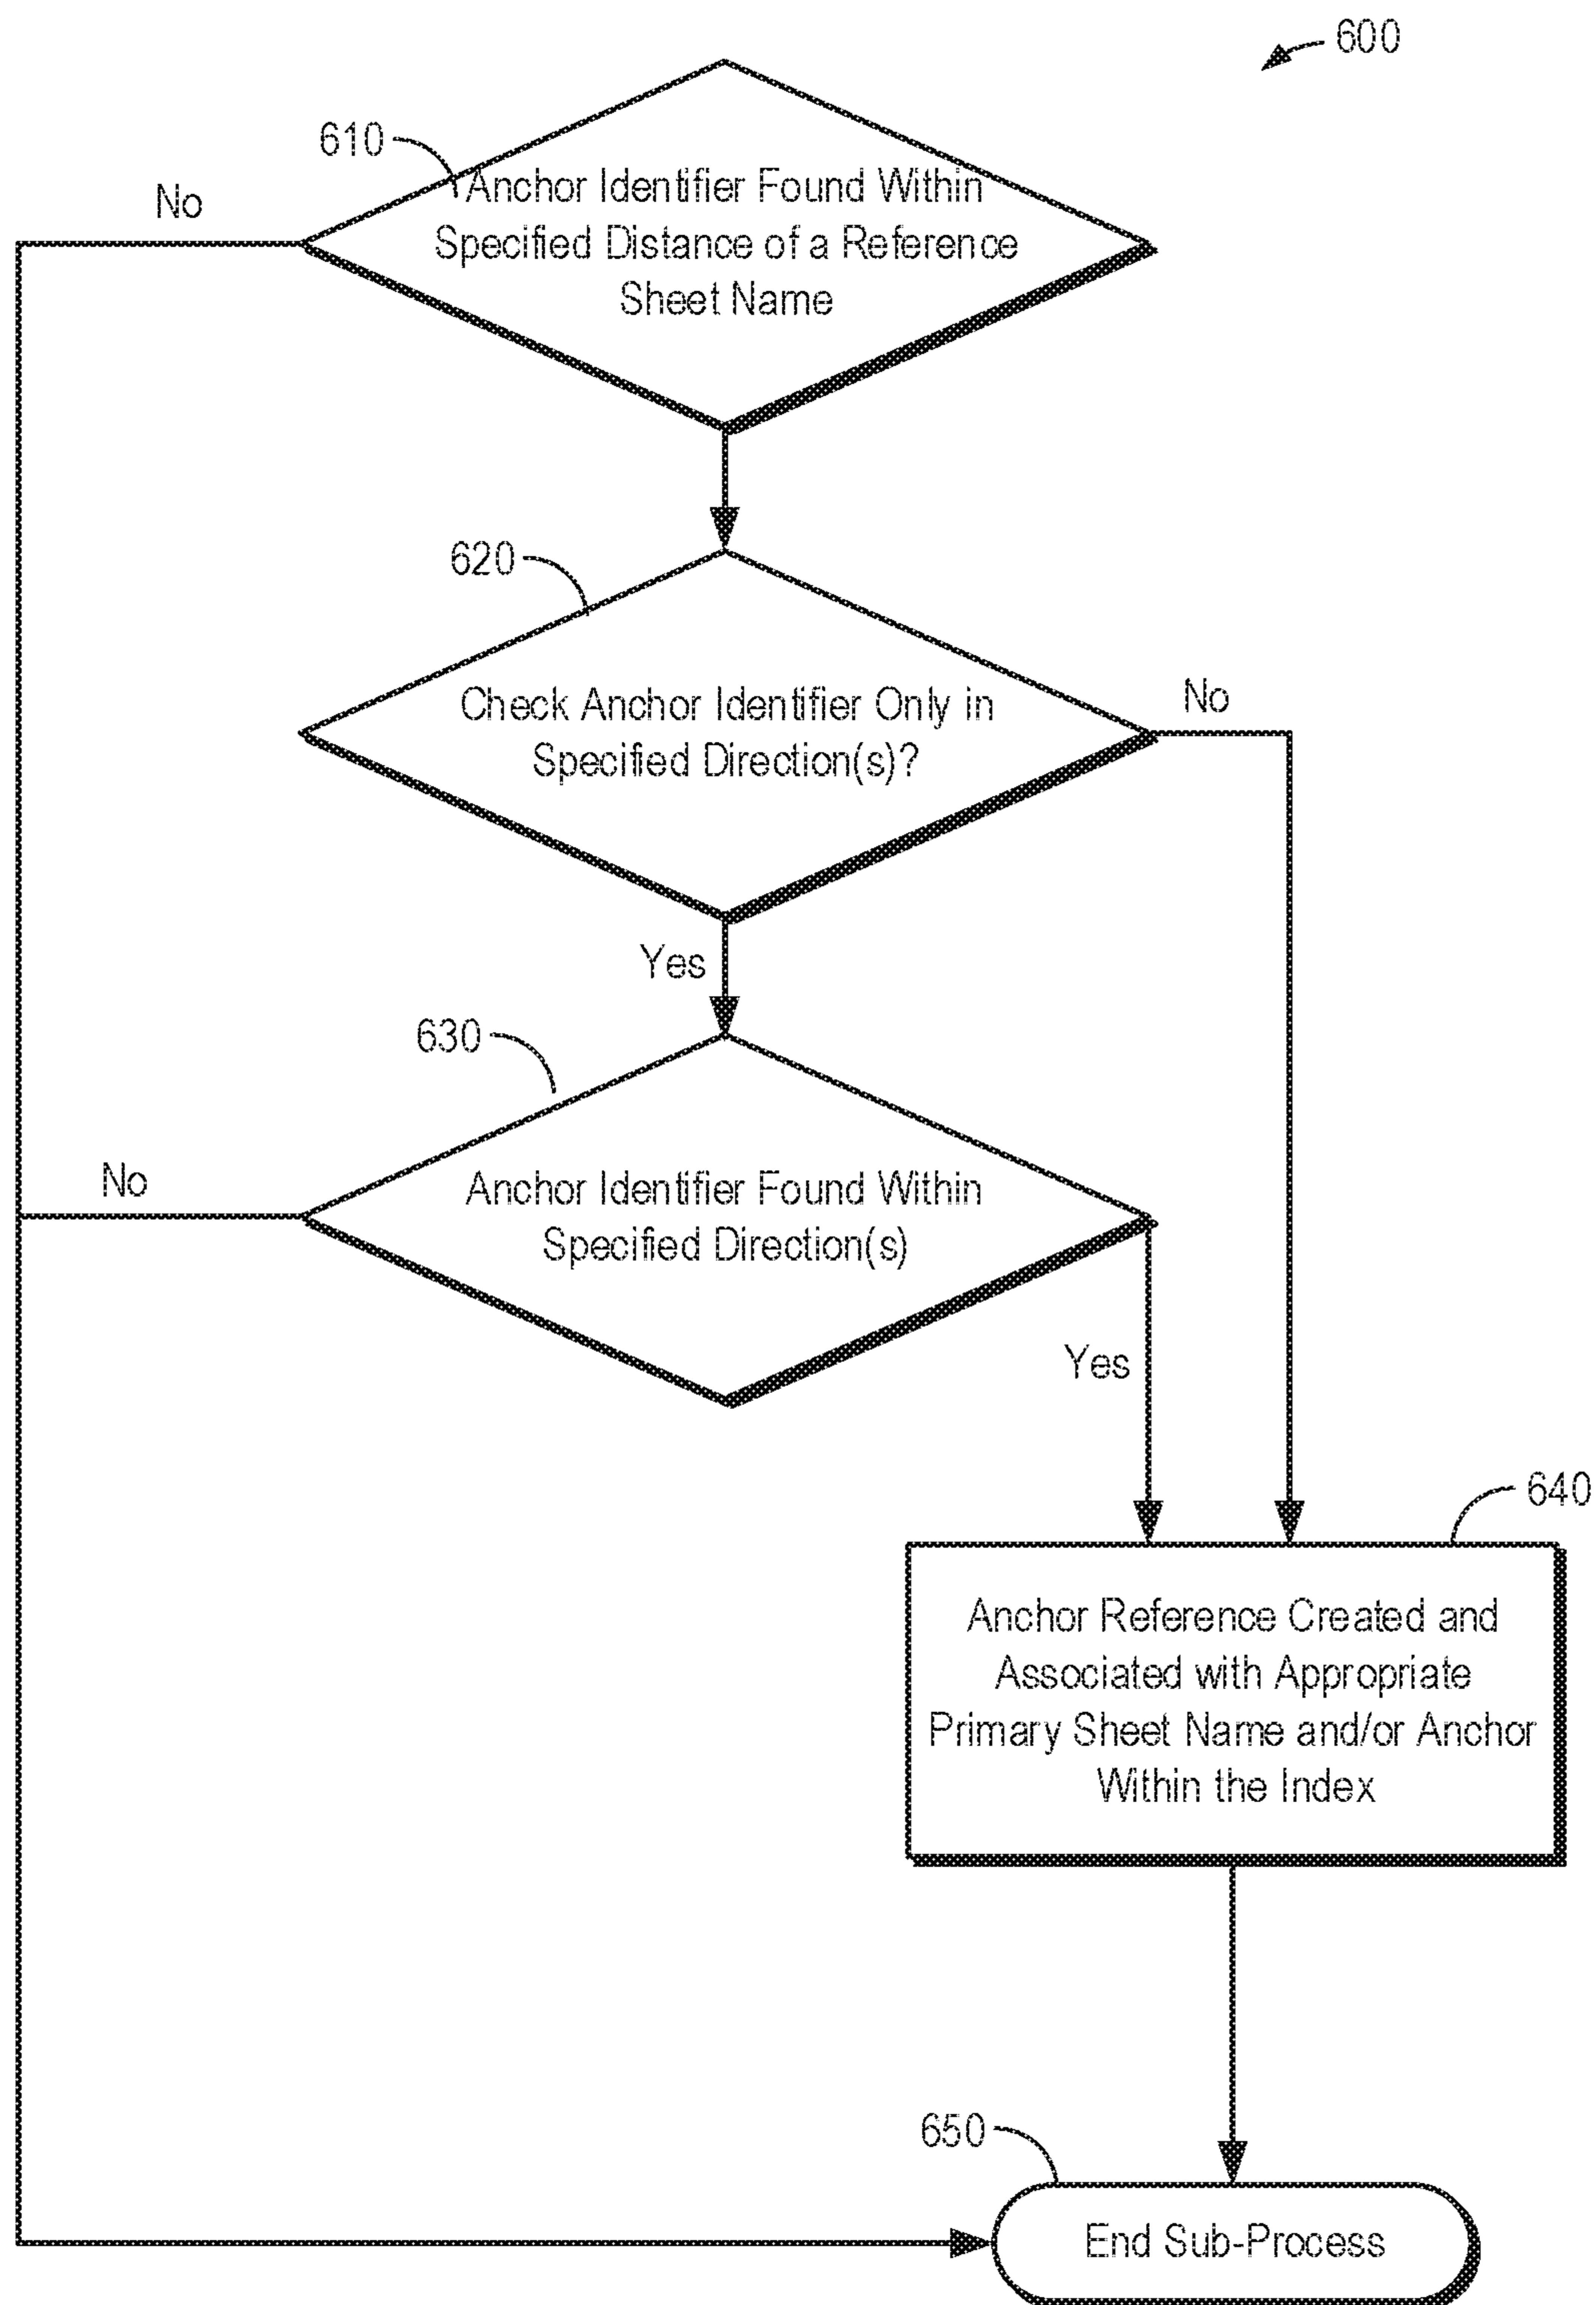 600
610
No
Anchor Identifier Found Within
Specified Distance of a Reference
Sheet Name
620
Check Anchor Identifier Only in
Specified Direction(s)?
No
Yes
630
No
Anchor Identifier Found Within
Specified Direction(s)
Yes
640
Anchor Reference Created and
Associated with Appropriate
Primary Sheet Name and/or Anchor
Within the Index
650
End Sub-Process